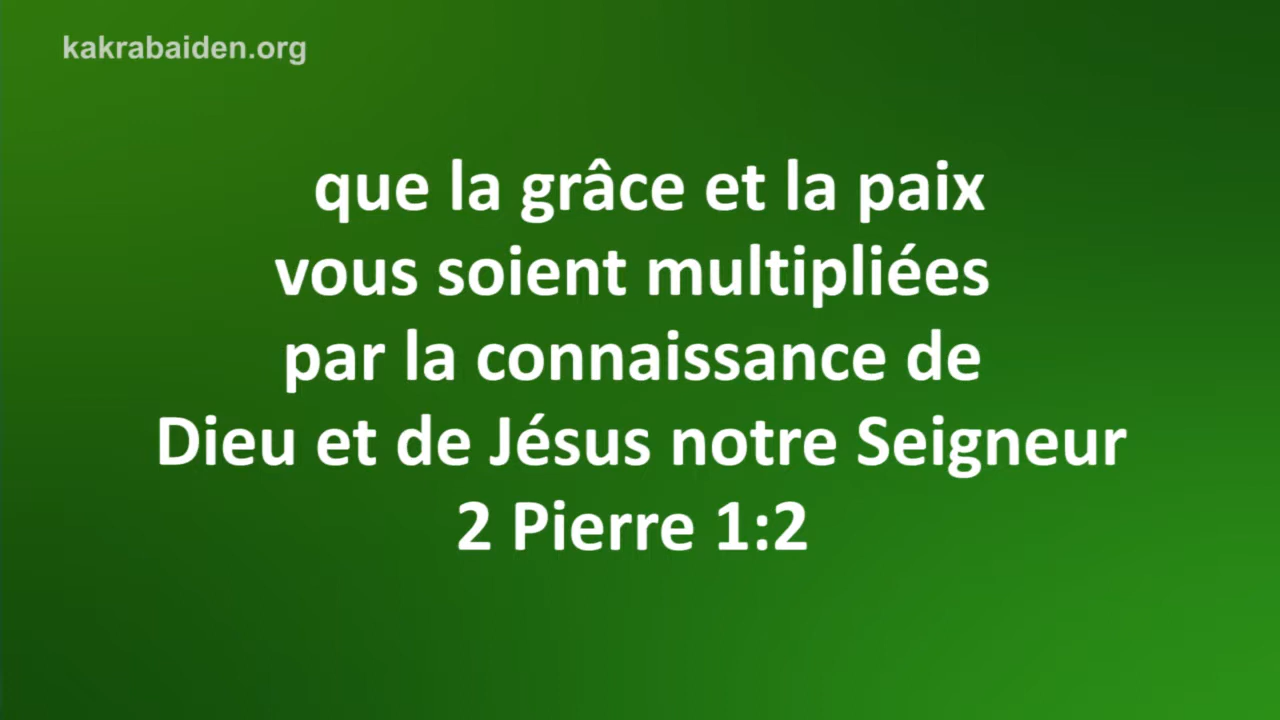 kakrabaiden.org
que la grâce et la paix
vous soient multipliées
par la connaissance de
Dieu et de Jésus notre Seigneur
2 Pierre 1:2